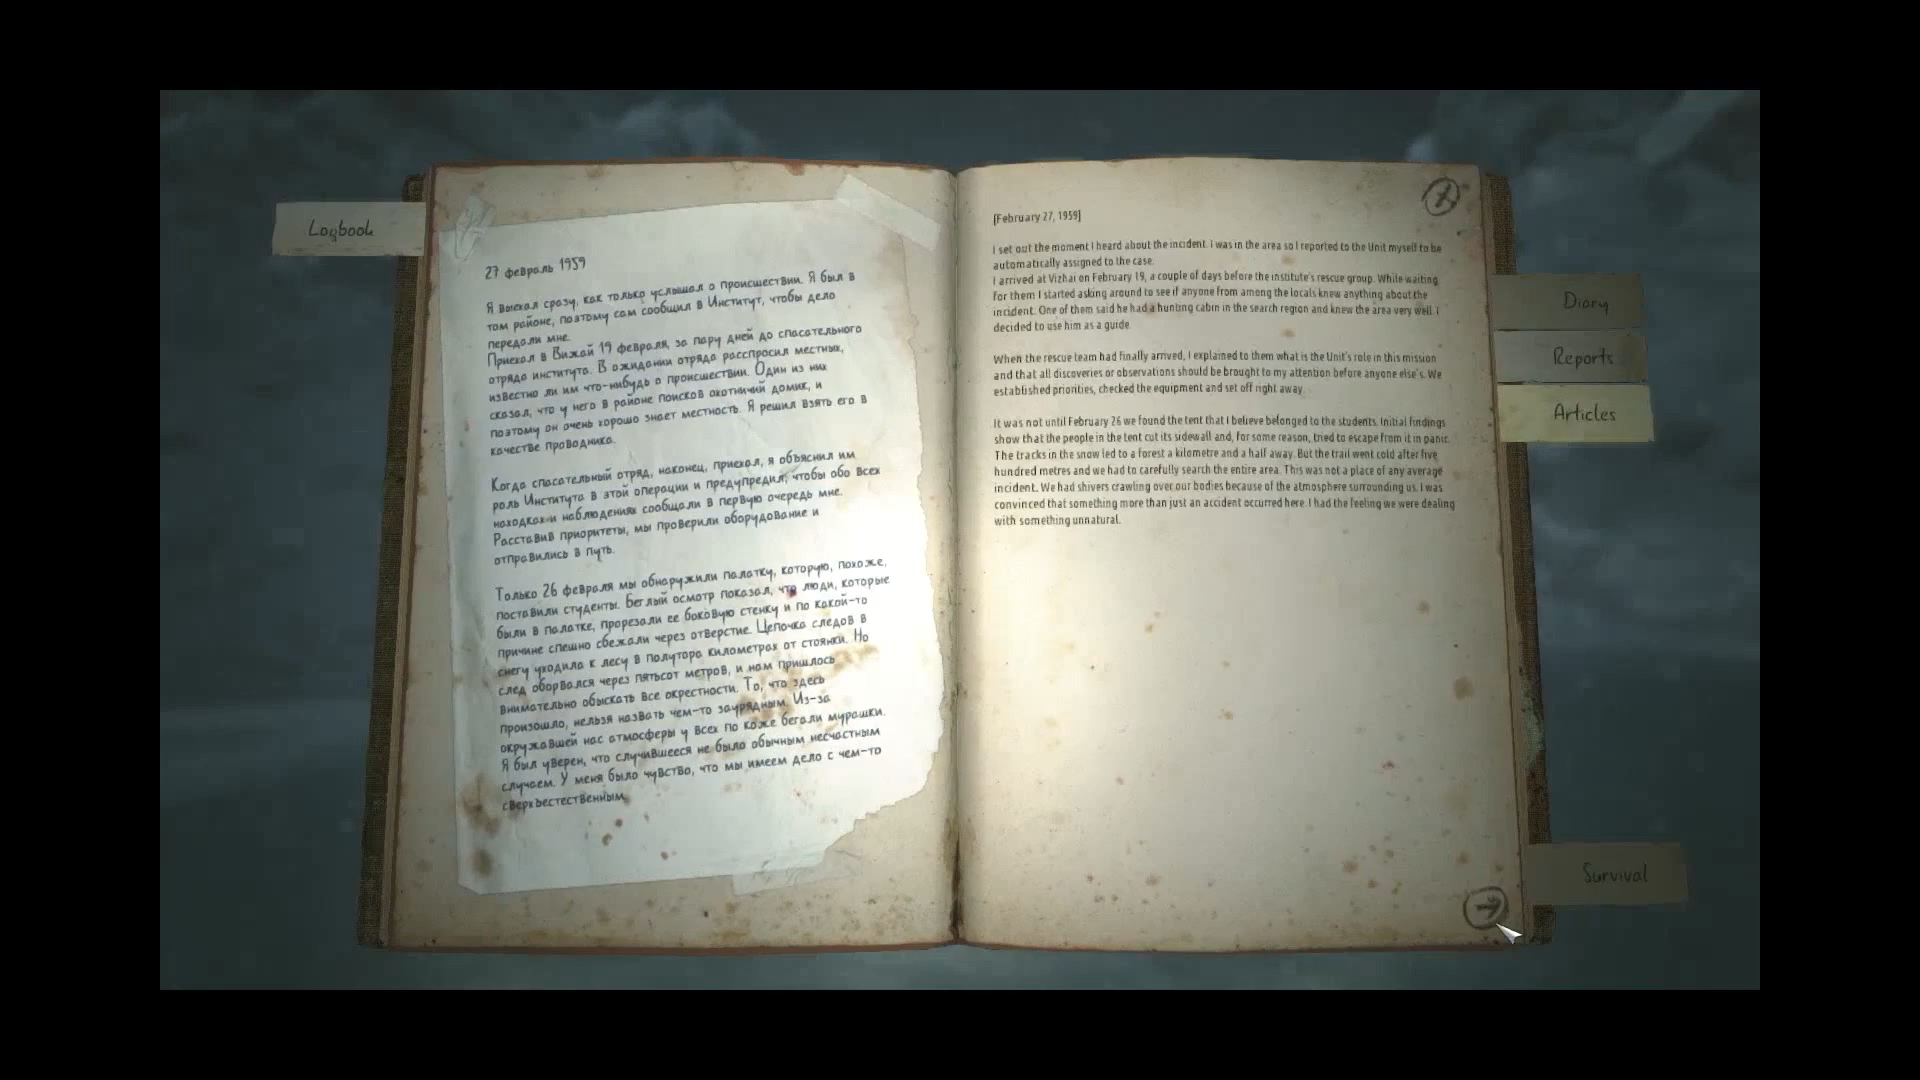 Logbook
27 февраль 1959
Я выехал сразу, как только услышал о происшествии. Я был в
том районе, поэтому сам сообщил в Институт, чтобы дело
передали мне.
Приехал в Вижай 19 февраля, за пару дней до спасательного
отряда института. В ожидании отряда расспросил местных,
известно ли им что-нибудь о происшествии. Один из них
сказал, что у него в районе поисков охотничий домик, и
поэтому он очень хорошо знает местность. Я решил взять его в
качестве проводника.
Когда спасательный отряд, наконец, приехал, я объяснил им
роль Института в этой операции и предупредил, чтобы обо всех
находках и наблюдениях сообщали в первую очередь мне.
Расставив приоритеты, мы проверили оборудование и
отправились в путь.
Только 26 февраля мы обнаружили палатку, которую, похоже,
поставили студенты. Беглый осмотр показал, что люди, которые
были в палатке, прорезали ее боковую стенку и по какой-то
причине спешно сбежали через отверстие. Цепочка следов в
снегу уходила к лесу в полутора километрах от стоянки. Но
след оборвался через пятьсот метров, и нам пришлось
внимательно обыскать все окрестности. То, что здесь
произошло, нельзя назвать чем-то заурядным. Из-за
окружавшей нас атмосферы у всех по коже бегали мурашки.
Я был уверен, что случившееся не было обычным несчастным
случаем. У меня было чувство, что мы имеем дело с чем-то
сверхъестественным.
[February 27, 1959]
I set out the moment I heard about the incident. I was in the area so I reported to the Unit myself to be
automatically assigned to the case.
I arrived at Vizhai on February 19, a couple of days before the institute's rescue group. While waiting
for them I started asking around to see if anyone from among the locals knew anything about the
incident. One of them said he had a hunting cabin in the search region and knew the area very well. I
decided to use him as a guide.
When the rescue team had finally arrived, I explained to them what is the Unit's role in this mission
and that all discoveries or observations should be brought to my attention before anyone else's. We
established priorities, checked the equipment and set off right away.
It was not until February 26 we found the tent that I believe belonged to the students. Initial findings
show that the people in the tent cut its sidewall and, for some reason, tried to escape from it in panic.
The tracks in the snow led to a forest a kilometre and a half away. But the trail went cold after five
hundred metres and we had to carefully search the entire area. This was not a place of any average
incident. We had shivers crawling over our bodies because of the atmosphere surrounding us. I was
convinced that something more than just an accident occurred here. I had the feeling we were dealing
with something unnatural.
Diary
Reports
Articles
Survival